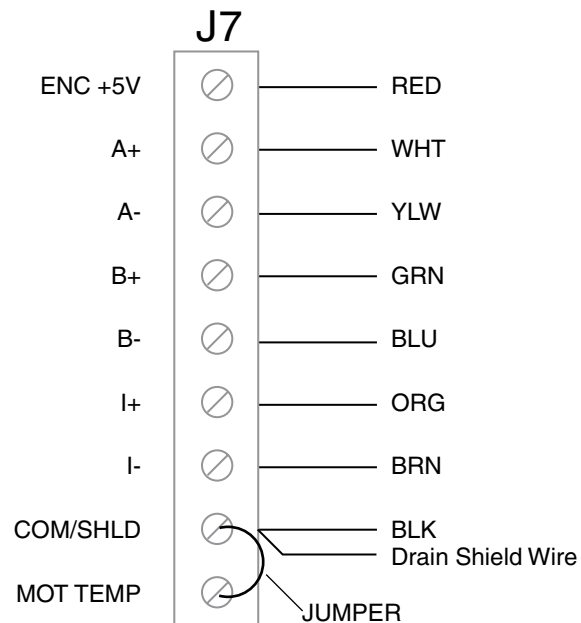 J7
ENC +5V RED
A+ WHT
A- YLW
B+ GRN
B- BLU
I+ ORG
I- BRN
COM/SHLD BLK
Drain Shield Wire
MOT TEMP
JUMPER